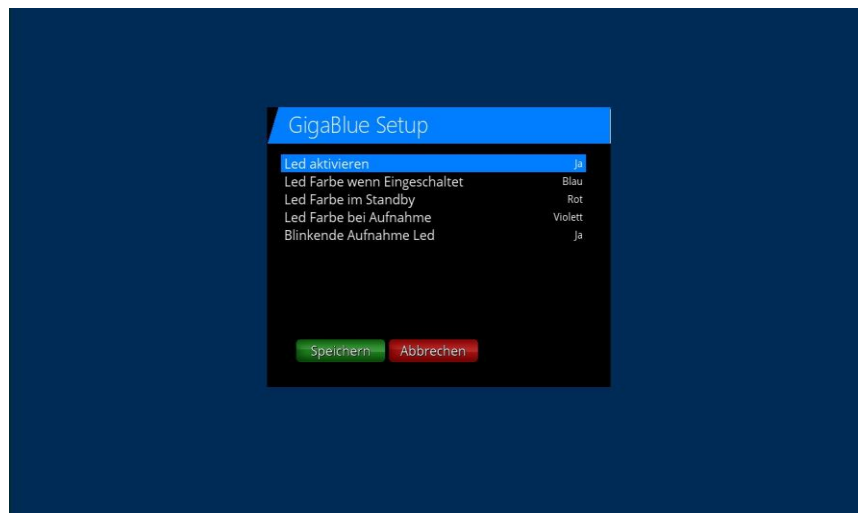 GigaBlue Setup
Led aktivieren Ja
Led Farbe wenn Eingeschaltet Blau
Led Farbe im Standby Rot
Led Farbe bei Aufnahme Violett
Blinkende Aufnahme Led Ja
Speichern Abbrechen